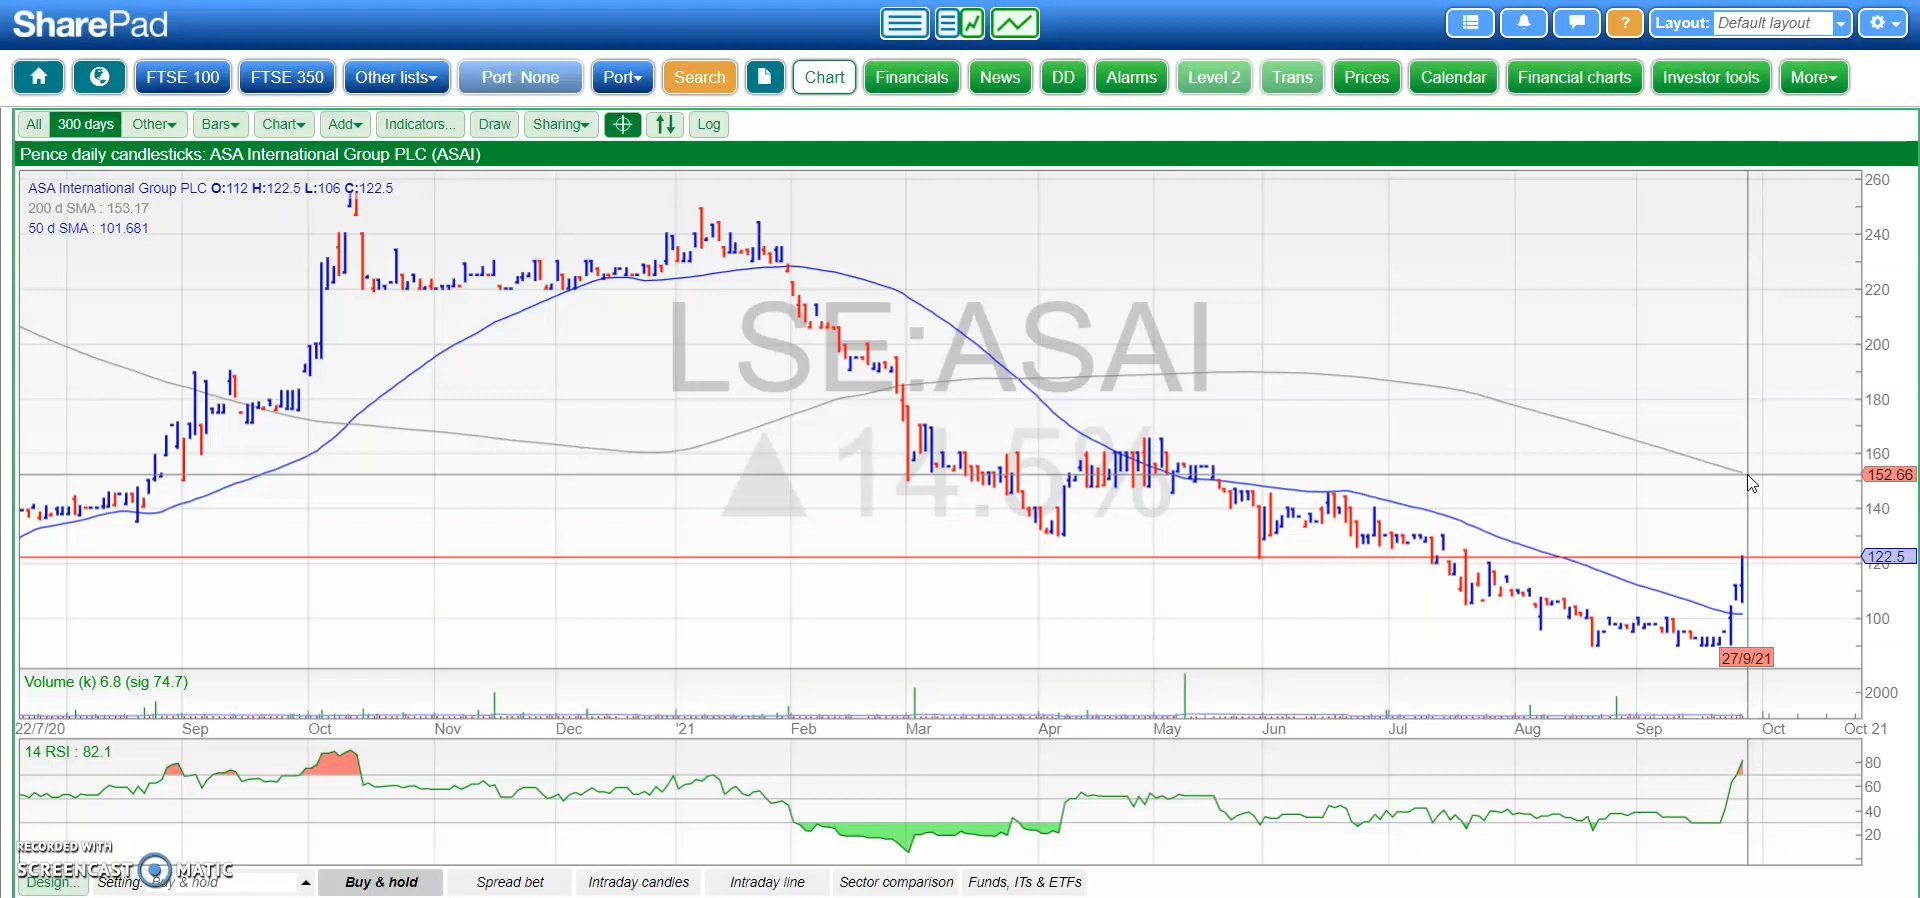 SharePad
Layout: Default layout
FTSE 100 FTSE 350 Other lists Port: None Port Search Chart Financials News DD Alarms Level 2 Trans Prices Calendar Financial charts Investor tools More
All 300 days Other Bars Chart Add Indicators... Draw Sharing Log
Pence daily candlesticks: ASA International Group PLC (ASAI)
ASA International Group PLC O:112 H:122.5 L:106 C:122.5
200 d SMA : 153.17
50 d SMA : 101.681
LSE:ASAI
▲14.5%
260
240
220
200
180
160
152.66
140
122.5
120
100
27/9/21
Volume (k) 6.8 (sig 74.7)
2000
22/7/20 Sep Oct Nov Dec '21 Feb Mar Apr May Jun Jul Aug Sep Oct Oct 21
14 RSI : 82.1
80
60
40
20
RECORDED WITH
SCREENCAST MATIC
Design... Setting: Buy & hold Buy & hold Spread bet Intraday candles Intraday line Sector comparison Funds, ITs & ETFs